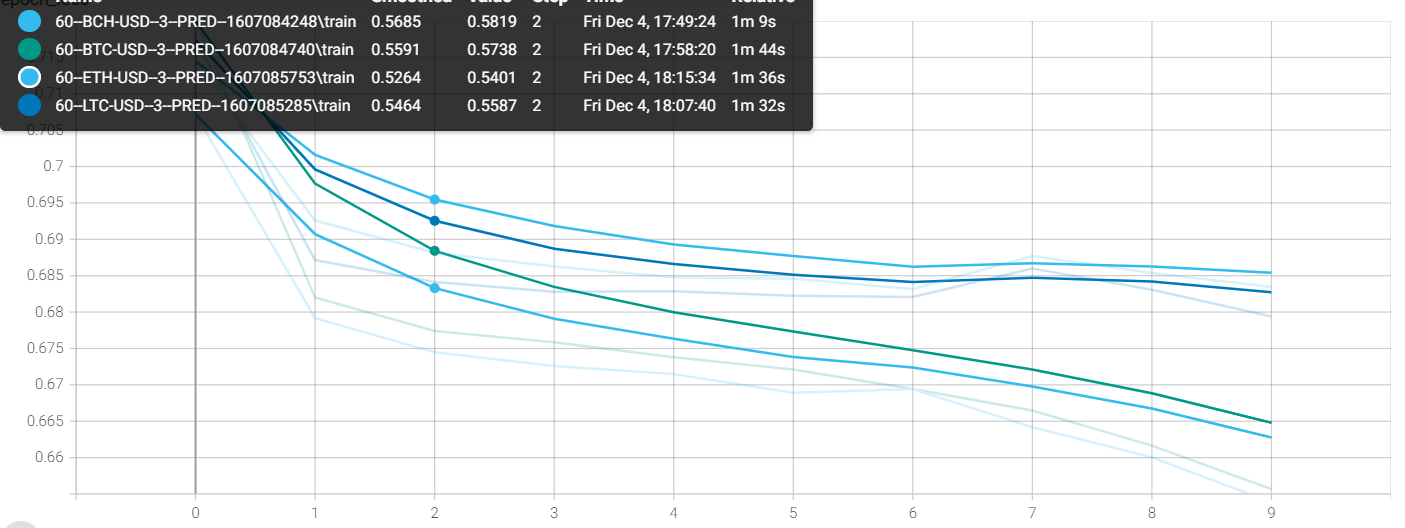 epoch_
Name Smoothed Value Step Time Relative
60--BCH-USD--3--PRED--1607084248\train 0.5685 0.5819 2 Fri Dec 4, 17:49:24 1m 9s
60--BTC-USD--3--PRED--1607084740\train 0.5591 0.5738 2 Fri Dec 4, 17:58:20 1m 44s
60--ETH-USD--3--PRED--1607085753\train 0.5264 0.5401 2 Fri Dec 4, 18:15:34 1m 36s
60--LTC-USD--3--PRED--1607085285\train 0.5464 0.5587 2 Fri Dec 4, 18:07:40 1m 32s
0.715
0.71
0.705
0.7
0.695
0.69
0.685
0.68
0.675
0.67
0.665
0.66
0 1 2 3 4 5 6 7 8 9